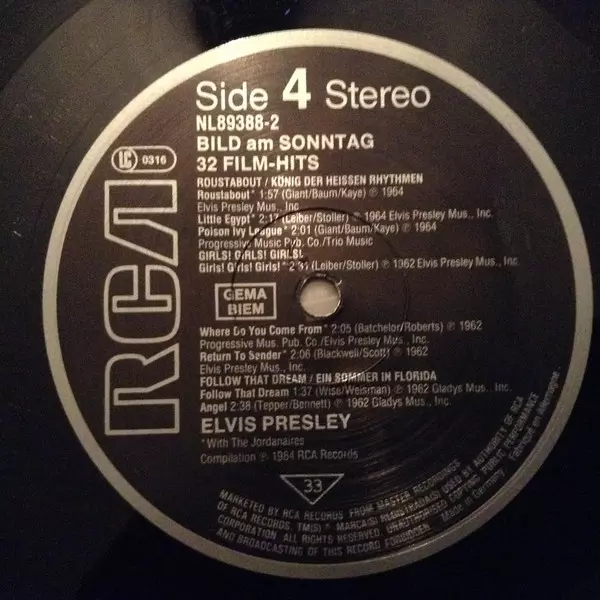 Side 4 Stereo
NL89388-2
BILD am SONNTAG
32 FILM-HITS
LC 0316
RCA
ROUSTABOUT / KÖNIG DER HEISSEN RHYTHMEN
Roustabout* 1:57 (Giant/Baum/Kaye) ℗ 1964
Elvis Presley Mus., Inc.
Little Egypt* 2:17 (Leiber/Stoller) ℗ 1964 Elvis Presley Mus., Inc.
Poison Ivy League* 2:01 (Giant/Baum/Kaye) ℗ 1964
Progressive Music Pub. Co./Trio Music
GIRLS! GIRLS! GIRLS!
Girls! Girls! Girls!* 2:31 (Leiber/Stoller) ℗ 1962 Elvis Presley Mus., Inc.
GEMA
BIEM
Where Do You Come From* 2:05 (Batchelor/Roberts) ℗ 1962
Progressive Mus. Pub. Co./Elvis Presley Mus., Inc.
Return To Sender* 2:06 (Blackwell/Scott) ℗ 1962
Elvis Presley Mus., Inc.
FOLLOW THAT DREAM / EIN SOMMER IN FLORIDA
Follow That Dream 1:37 (Wise/Weisman) ℗ 1962 Gladys Mus., Inc.
Angel 2:38 (Tepper/Bennett) ℗ 1962 Gladys Mus., Inc.
ELVIS PRESLEY
*With The Jordanaires
Compilation ℗ 1984 RCA Records
33
MARKETED BY RCA RECORDS FROM MASTER RECORDINGS
OF RCA RECORDS. TM(S)® MARCA(S) REGISTRADA(S) USED BY AUTHORITY OF RCA
CORPORATION. ALL RIGHTS RESERVED. UNAUTHORISED COPYING, PUBLIC PERFORMANCE
AND BROADCASTING OF THIS RECORD FORBIDDEN.
Made in Germany Fabriqué en Allemagne